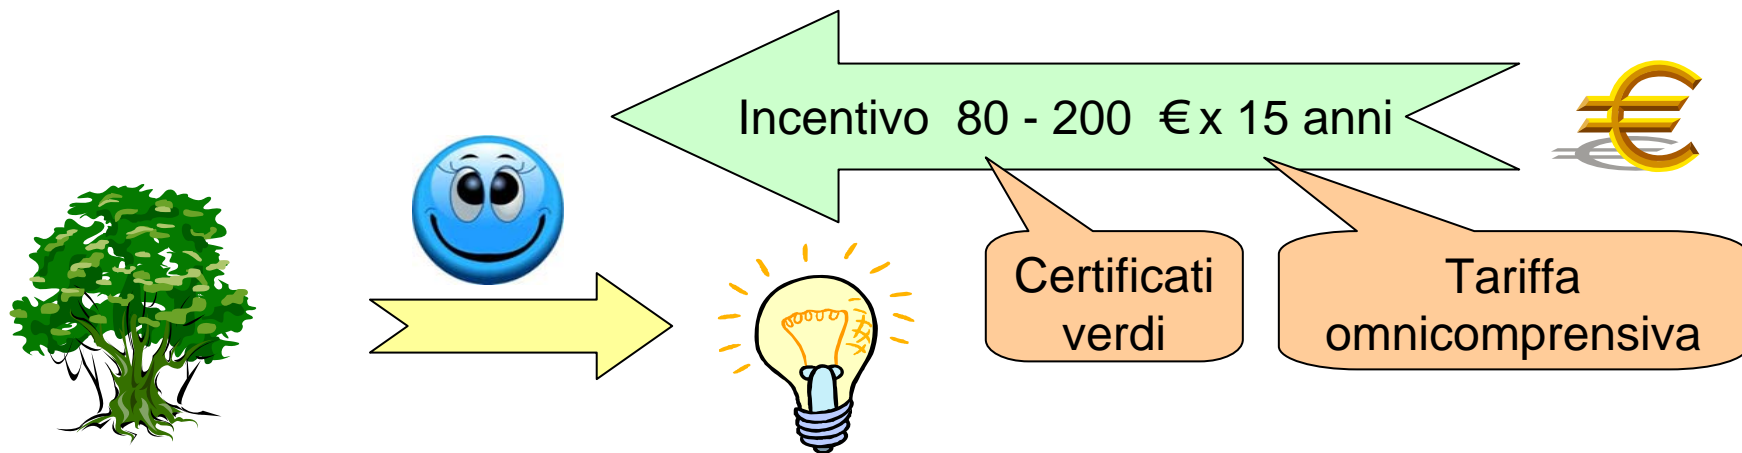 Incentivo 80 - 200 € x 15 anni
Certificati
verdi
Tariffa
omnicomprensiva